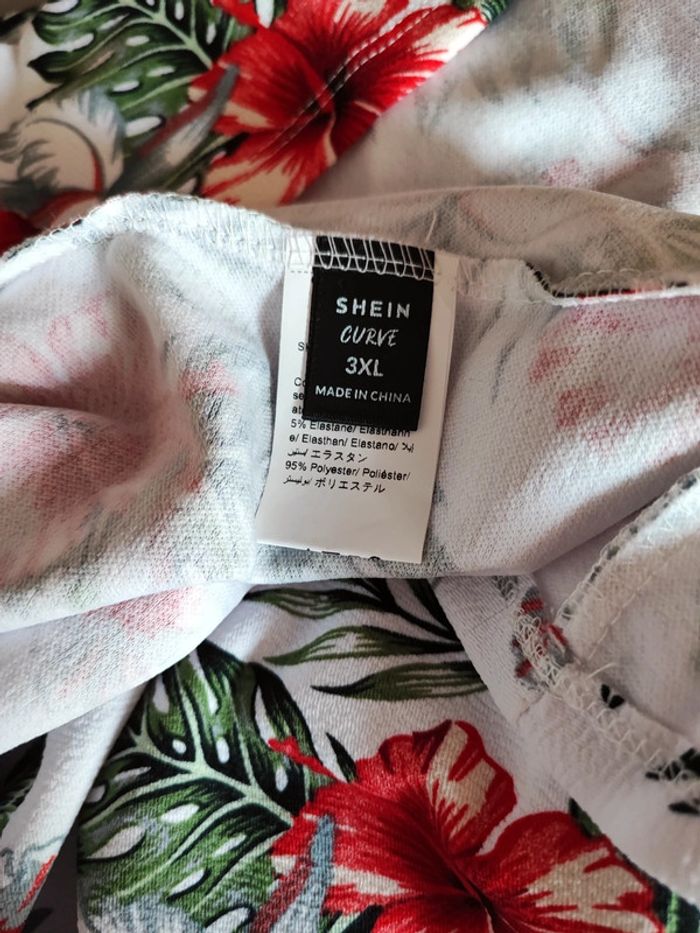 SHEIN
CURVE
3XL
MADE IN CHINA
5% Elastane/ Elasthann
e/ Elasthan/ Elastano/
エラスタン
95% Polyester/ Poliéster/
بوليستر/ ポリエステル